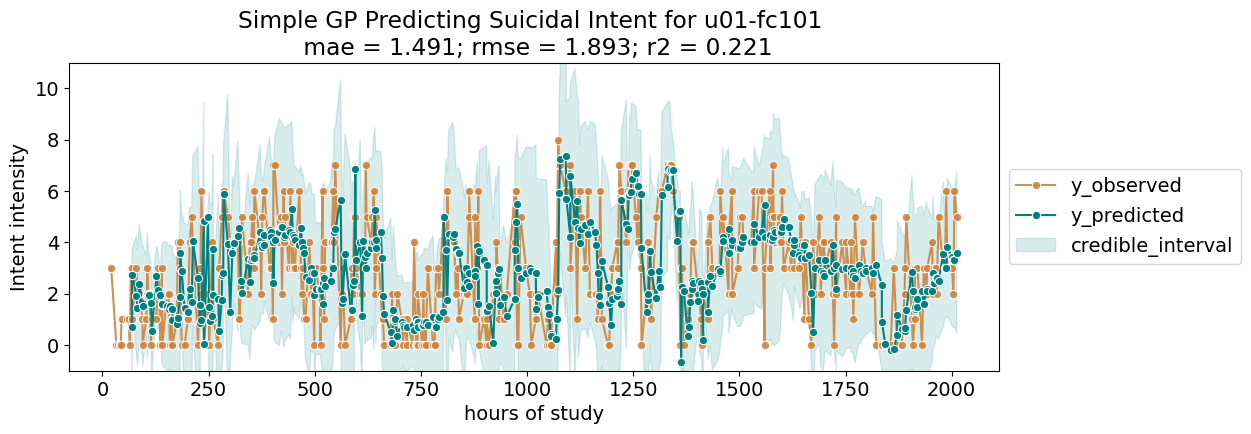 Simple GP Predicting Suicidal Intent for u01-fc101
mae = 1.491; rmse = 1.893; r2 = 0.221
Intent intensity
10
8
6
4
2
0
0 250 500 750 1000 1250 1500 1750 2000
hours of study
y_observed
y_predicted
credible_interval